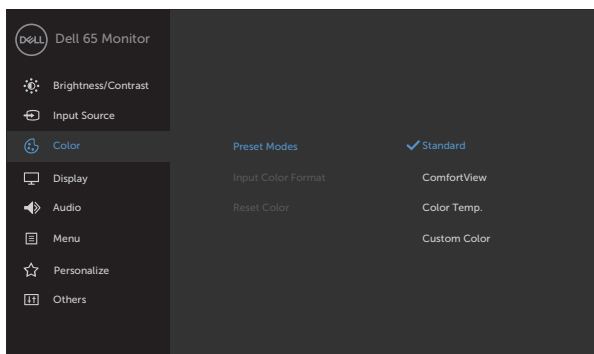 DELL
Dell 65 Monitor
Brightness/Contrast
Input Source
Color
Preset Modes
Standard
Display
Input Color Format
ComfortView
Audio
Reset Color
Color Temp.
Menu
Custom Color
Personalize
Others